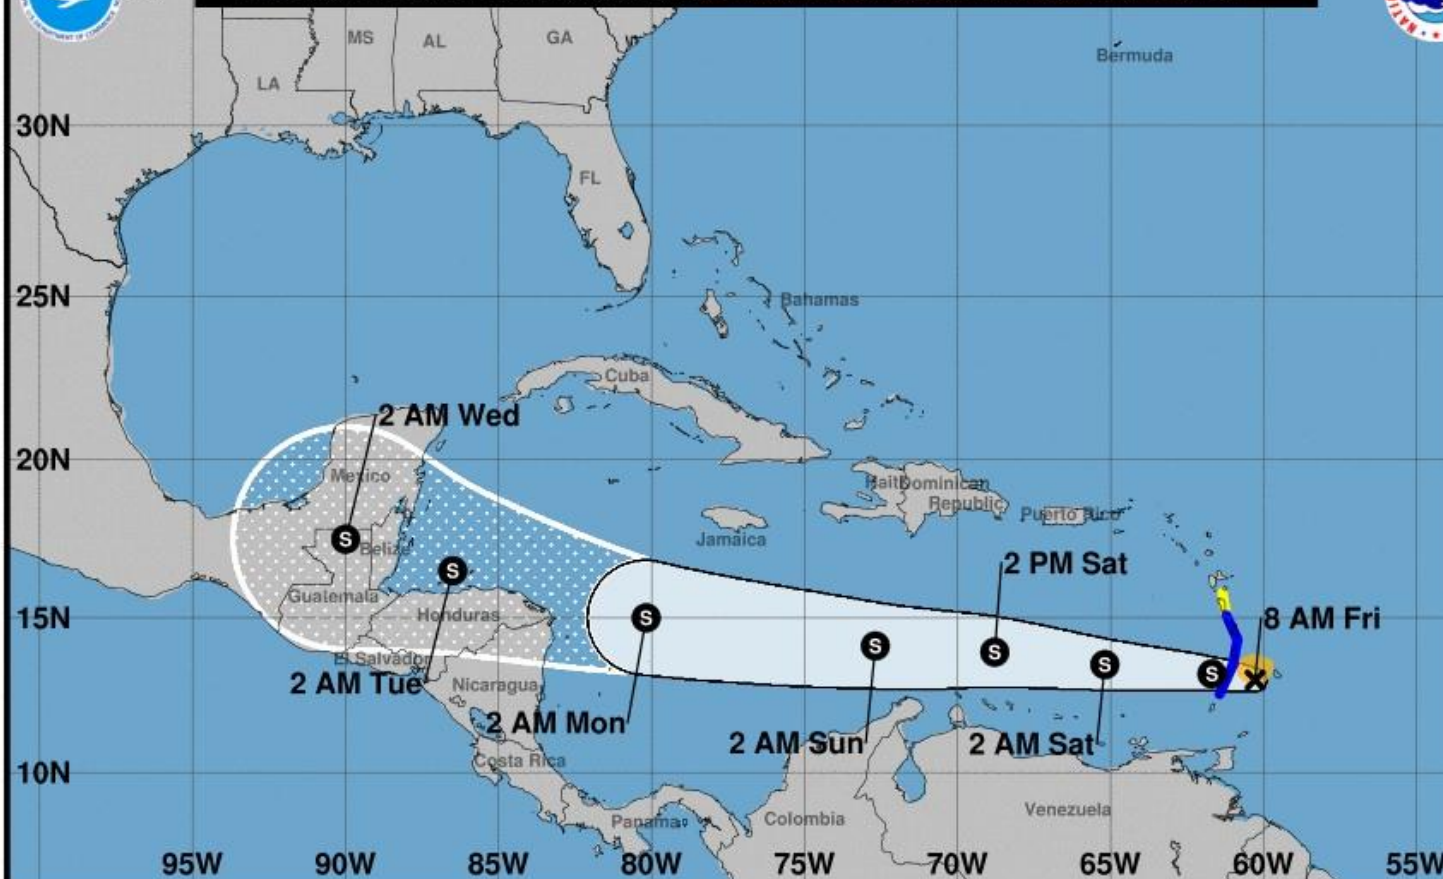 MS
AL
GA
Bermuda
LA
30N
FL
25N
Bahamas
Cuba
2 AM Wed
20N
Mexico
Haiti
Dominican
Republic
Puerto Rico
Jamaica
Belize
2 PM Sat
Guatemala
Honduras
15N
8 AM Fri
El Salvador
2 AM Tue
Nicaragua
2 AM Mon
2 AM Sun
2 AM Sat
Costa Rica
10N
Panama
Colombia
Venezuela
95W
90W
85W
80W
75W
70W
65W
60W
55W
S
S
S
S
S
S
S